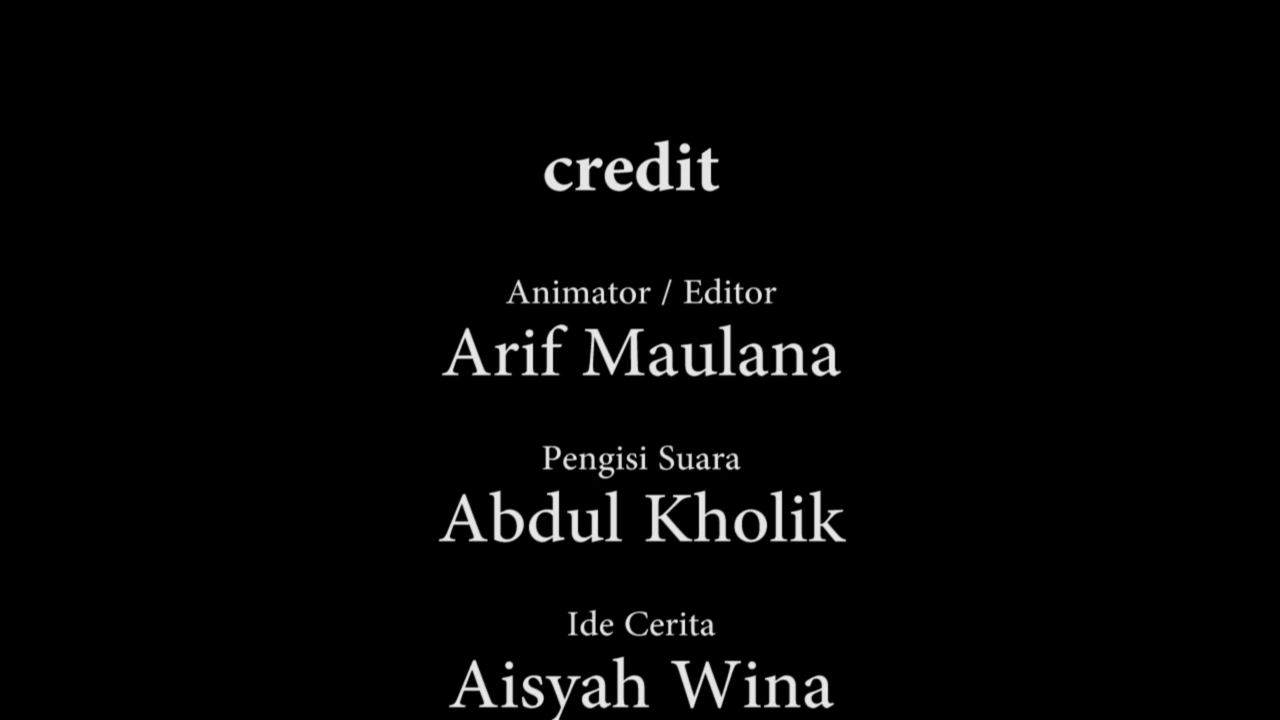 credit
Animator / Editor
Arif Maulana
Pengisi Suara
Abdul Kholik
Ide Cerita
Aisyah Wina